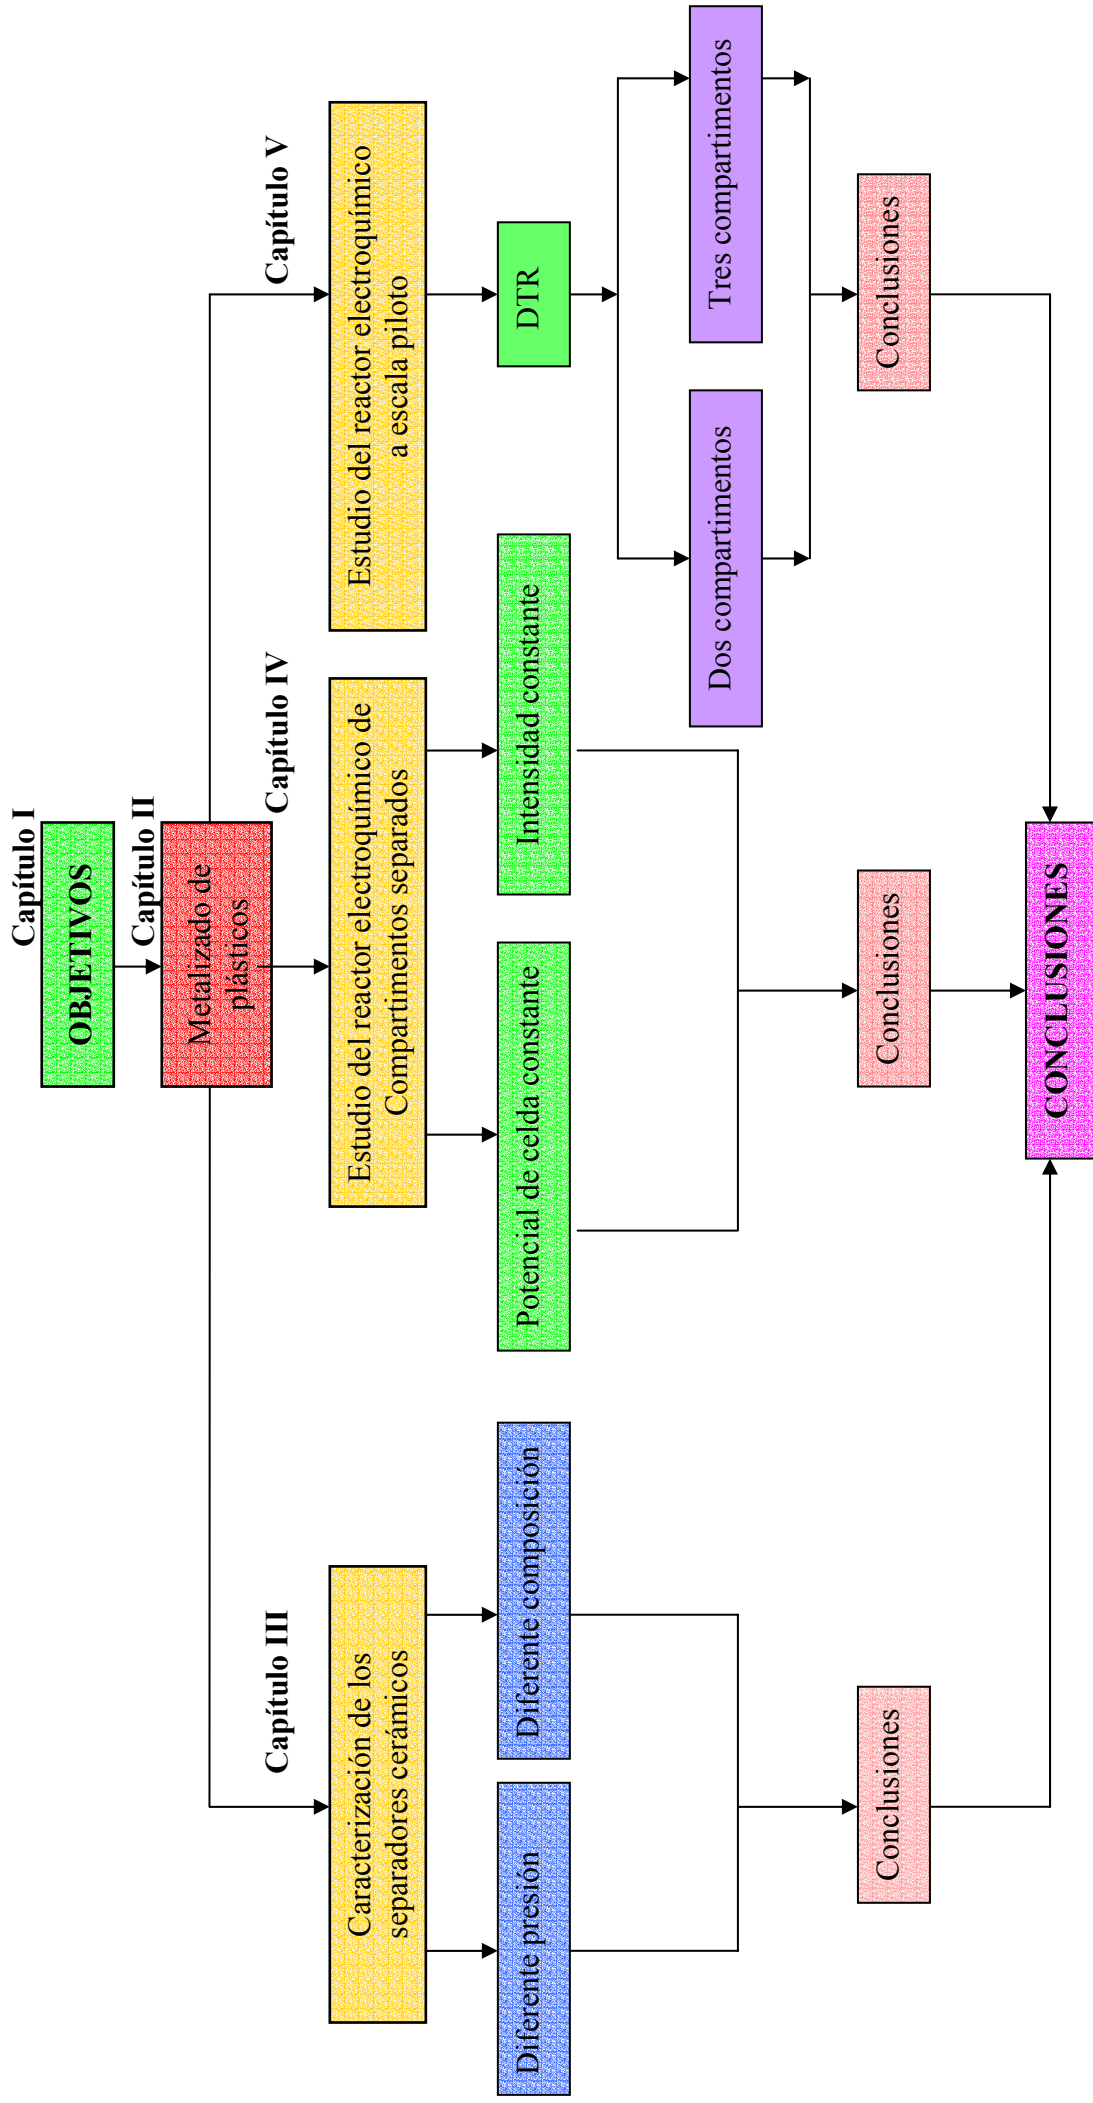 Capítulo I
OBJETIVOS
Capítulo II
Metalizado de
plásticos
Capítulo III
Capítulo IV
Capítulo V
Caracterización de los
separadores cerámicos
Estudio del reactor electroquímico de
Compartimentos separados
Estudio del reactor electroquímico
a escala piloto
Diferente presión
Diferente composición
Potencial de celda constante
Intensidad constante
DTR
Dos compartimentos
Tres compartimentos
Conclusiones
Conclusiones
Conclusiones
CONCLUSIONES